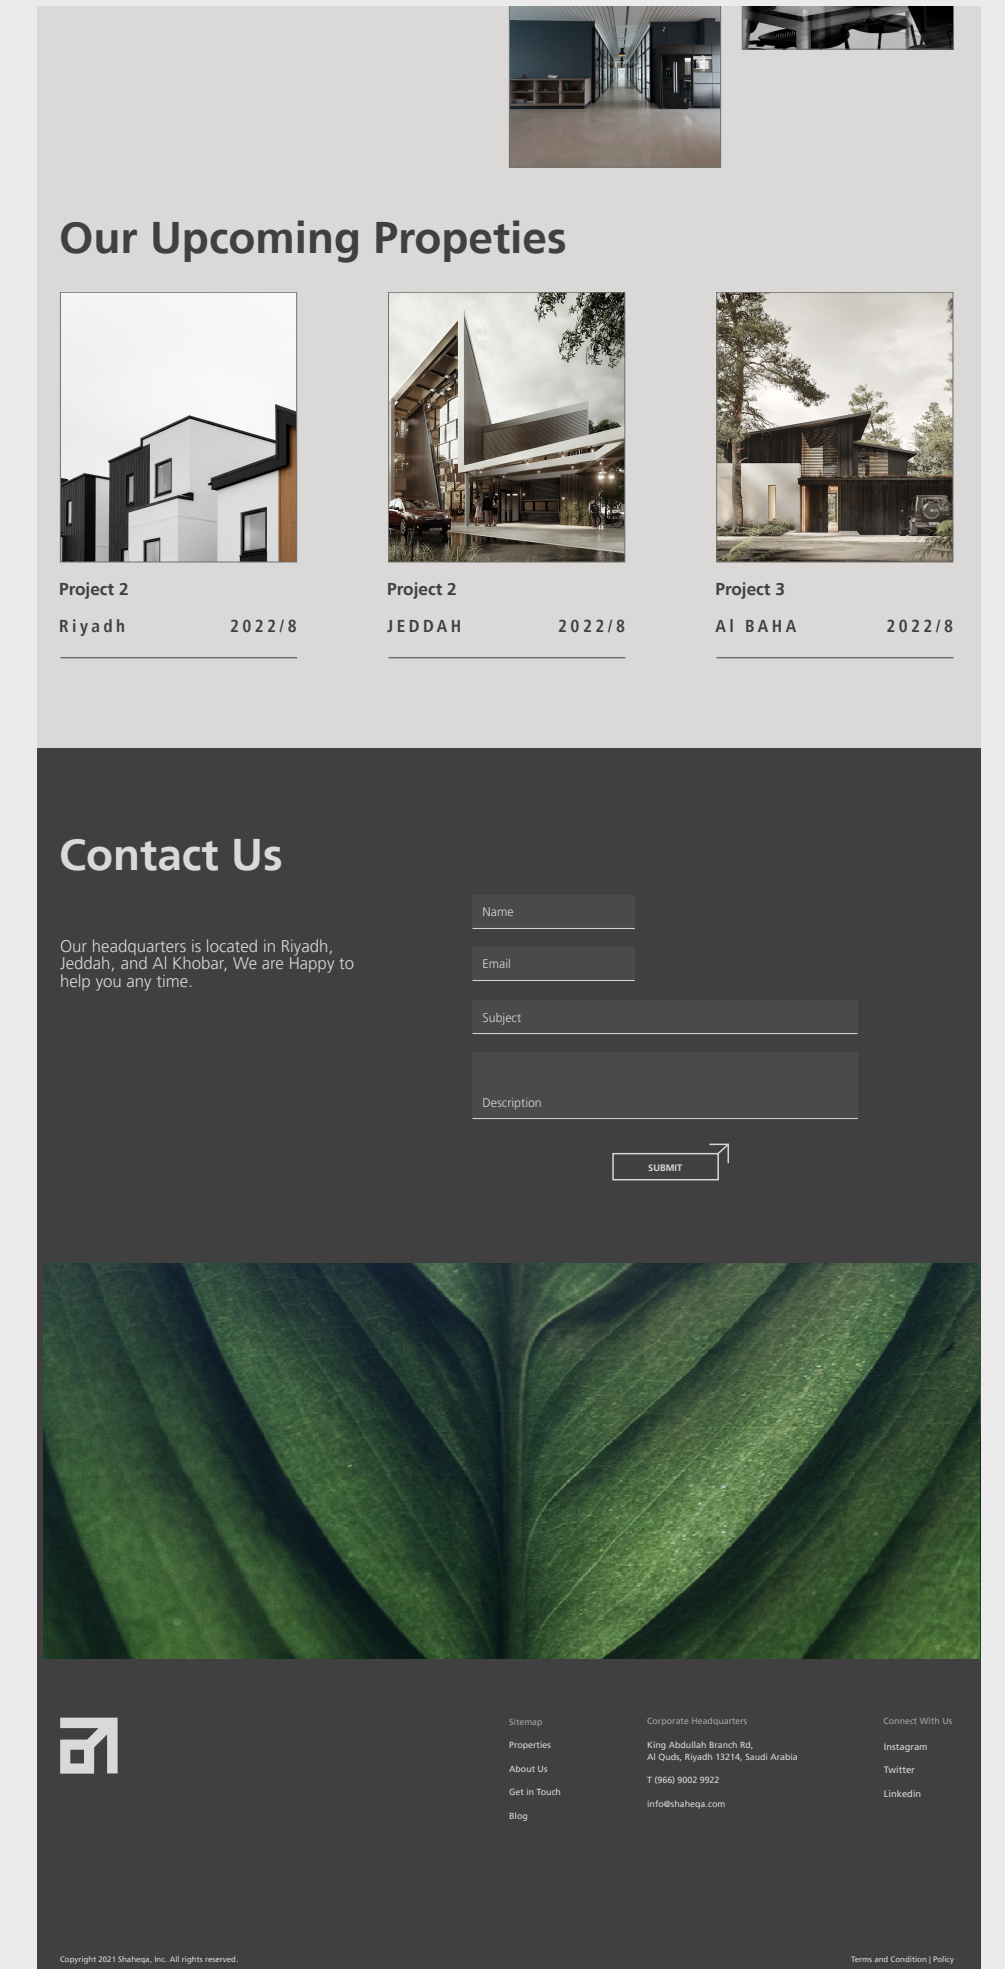 Our Upcoming Propeties
Project 2
Riyadh 2022/8
Project 2
JEDDAH 2022/8
Project 3
Al BAHA 2022/8
Contact Us
Our headquarters is located in Riyadh,
Jeddah, and Al Khobar, We are Happy to
help you any time.
Name
Email
Subject
Description
SUBMIT
Sitemap
Properties
About Us
Get in Touch
Blog
Corporate Headquarters
King Abdullah Branch Rd,
Al Quds, Riyadh 13214, Saudi Arabia
T (966) 9002 9922
info@shaheqa.com
Connect With Us
Instagram
Twitter
Linkedin
Copyright 2021 Shaheqa, Inc. All rights reserved.
Terms and Condition | Policy